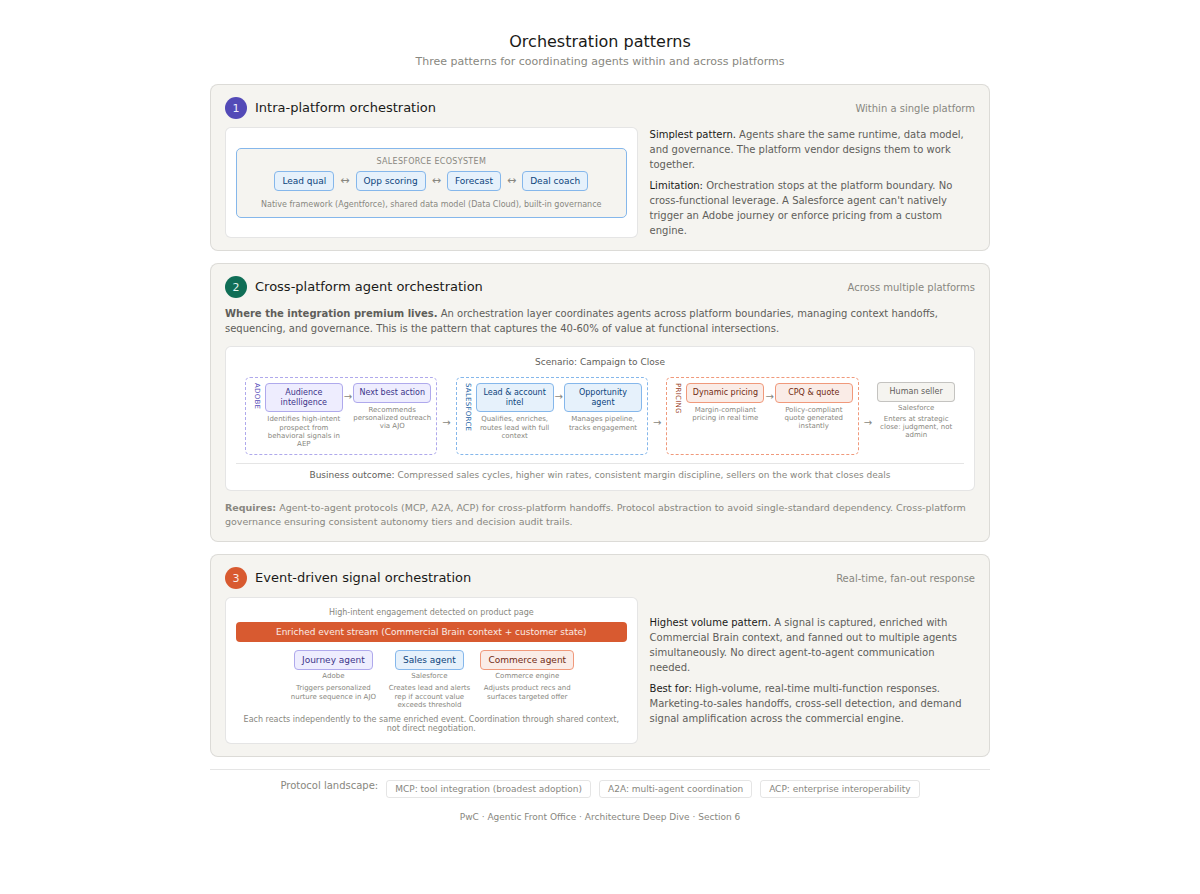 Orchestration patterns
Three patterns for coordinating agents within and across platforms
1
Intra-platform orchestration
Within a single platform
SALESFORCE ECOSYSTEM
Lead qual ↔ Opp scoring ↔ Forecast ↔ Deal coach
Native framework (Agentforce), shared data model (Data Cloud), built-in governance
Simplest pattern. Agents share the same runtime, data model,
and governance. The platform vendor designs them to work
together.
Limitation: Orchestration stops at the platform boundary. No
cross-functional leverage. A Salesforce agent can't natively
trigger an Adobe journey or enforce pricing from a custom
engine.
2
Cross-platform agent orchestration
Across multiple platforms
Where the integration premium lives. An orchestration layer coordinates agents across platform boundaries, managing context handoffs,
sequencing, and governance. This is the pattern that captures the 40-60% of value at functional intersections.
Scenario: Campaign to Close
ADOBE
Audience
intelligence
Identifies high-intent
prospect from
behavioral signals in
AEP
→
Next best action
Recommends
personalized outreach
via AJO
→
SALESFORCE
Lead & account
intel
Qualifies, enriches,
routes lead with full
context
→
Opportunity
agent
Manages pipeline,
tracks engagement
→
PRICING
Dynamic pricing
Margin-compliant
pricing in real time
→
CPQ & quote
Policy-compliant
quote generated
instantly
→
Human seller
Salesforce
Enters at strategic
close: judgment, not
admin
Business outcome: Compressed sales cycles, higher win rates, consistent margin discipline, sellers on the work that closes deals
Requires: Agent-to-agent protocols (MCP, A2A, ACP) for cross-platform handoffs. Protocol abstraction to avoid single-standard dependency. Cross-platform
governance ensuring consistent autonomy tiers and decision audit trails.
3
Event-driven signal orchestration
Real-time, fan-out response
High-intent engagement detected on product page
Enriched event stream (Commercial Brain context + customer state)
Journey agent
Adobe
Triggers personalized
nurture sequence in AJO
Sales agent
Salesforce
Creates lead and alerts
rep if account value
exceeds threshold
Commerce agent
Commerce engine
Adjusts product recs and
surfaces targeted offer
Each reacts independently to the same enriched event. Coordination through shared context,
not direct negotiation.
Highest volume pattern. A signal is captured, enriched with
Commercial Brain context, and fanned out to multiple agents
simultaneously. No direct agent-to-agent communication
needed.
Best for: High-volume, real-time multi-function responses.
Marketing-to-sales handoffs, cross-sell detection, and demand
signal amplification across the commercial engine.
Protocol landscape:
MCP: tool integration (broadest adoption)
A2A: multi-agent coordination
ACP: enterprise interoperability
PwC · Agentic Front Office · Architecture Deep Dive · Section 6